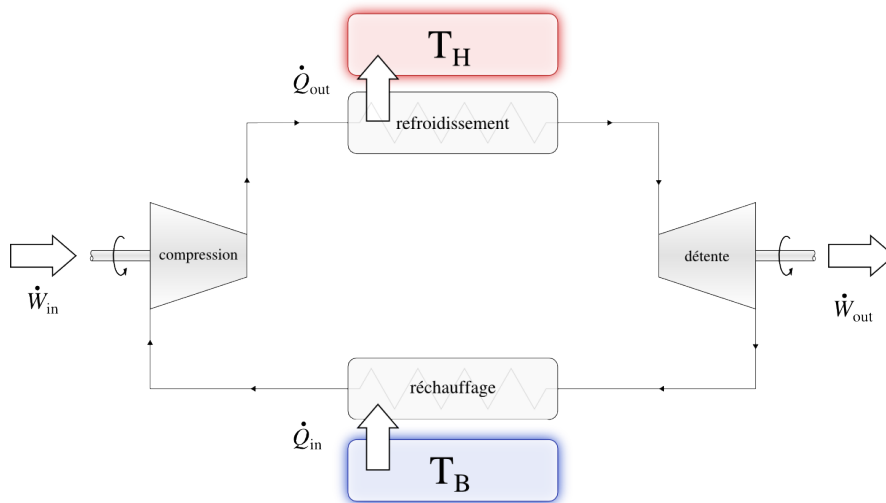 T_H
Q̇_out
refroidissement
compression
détente
Ẇ_in
Ẇ_out
réchauffage
Q̇_in
T_B